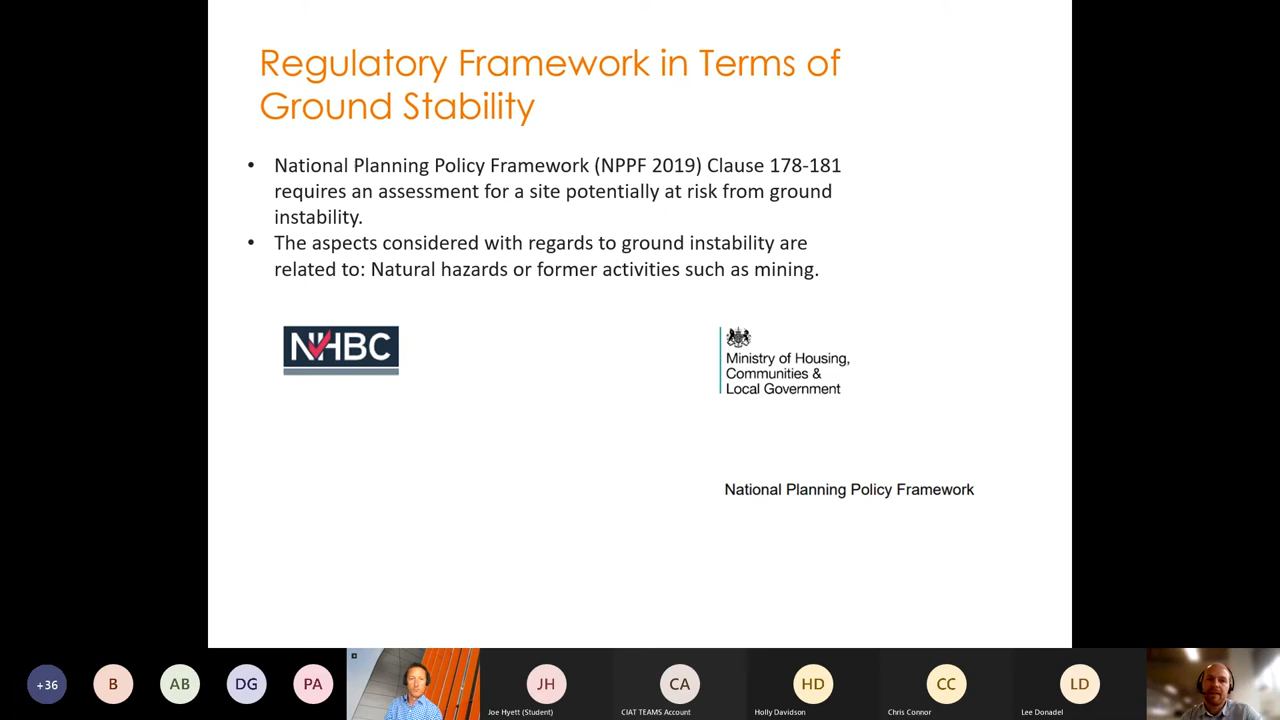 Regulatory Framework in Terms of
Ground Stability
• National Planning Policy Framework (NPPF 2019) Clause 178-181
requires an assessment for a site potentially at risk from ground
instability.
• The aspects considered with regards to ground instability are
related to: Natural hazards or former activities such as mining.
NHBC
Ministry of Housing,
Communities &
Local Government
National Planning Policy Framework
+36
B
AB
DG
PA
JH
CA
HD
CC
LD
Joe Hyett (Student)
CIAT TEAMS Account
Holly Davidson
Chris Connor
Lee Donadel